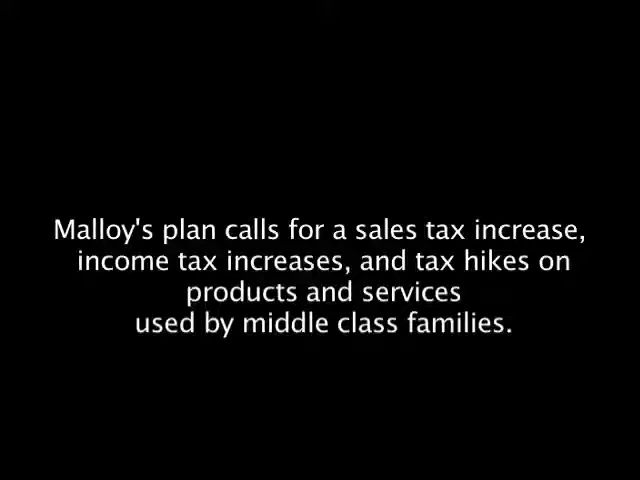 Malloy's plan calls for a sales tax increase,
income tax increases, and tax hikes on
products and services
used by middle class families.